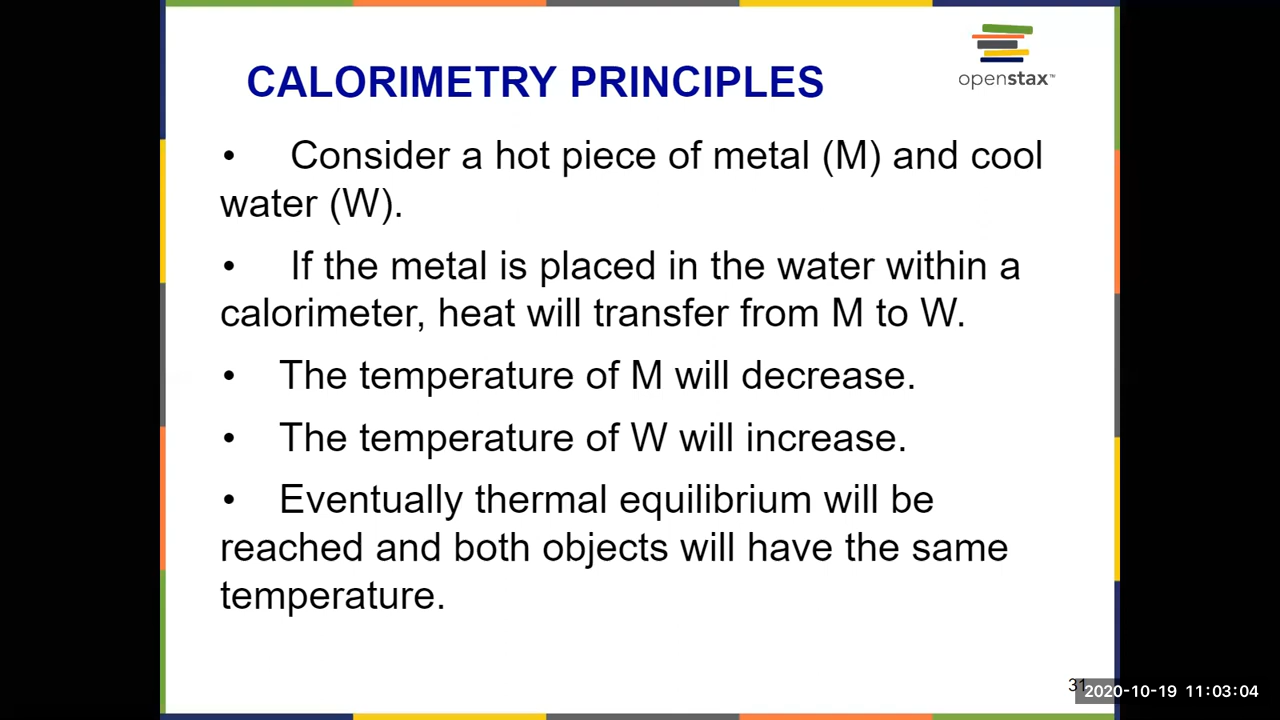 openstax™
CALORIMETRY PRINCIPLES
• Consider a hot piece of metal (M) and cool
water (W).
• If the metal is placed in the water within a
calorimeter, heat will transfer from M to W.
• The temperature of M will decrease.
• The temperature of W will increase.
• Eventually thermal equilibrium will be
reached and both objects will have the same
temperature.
31
2020-10-19 11:03:04